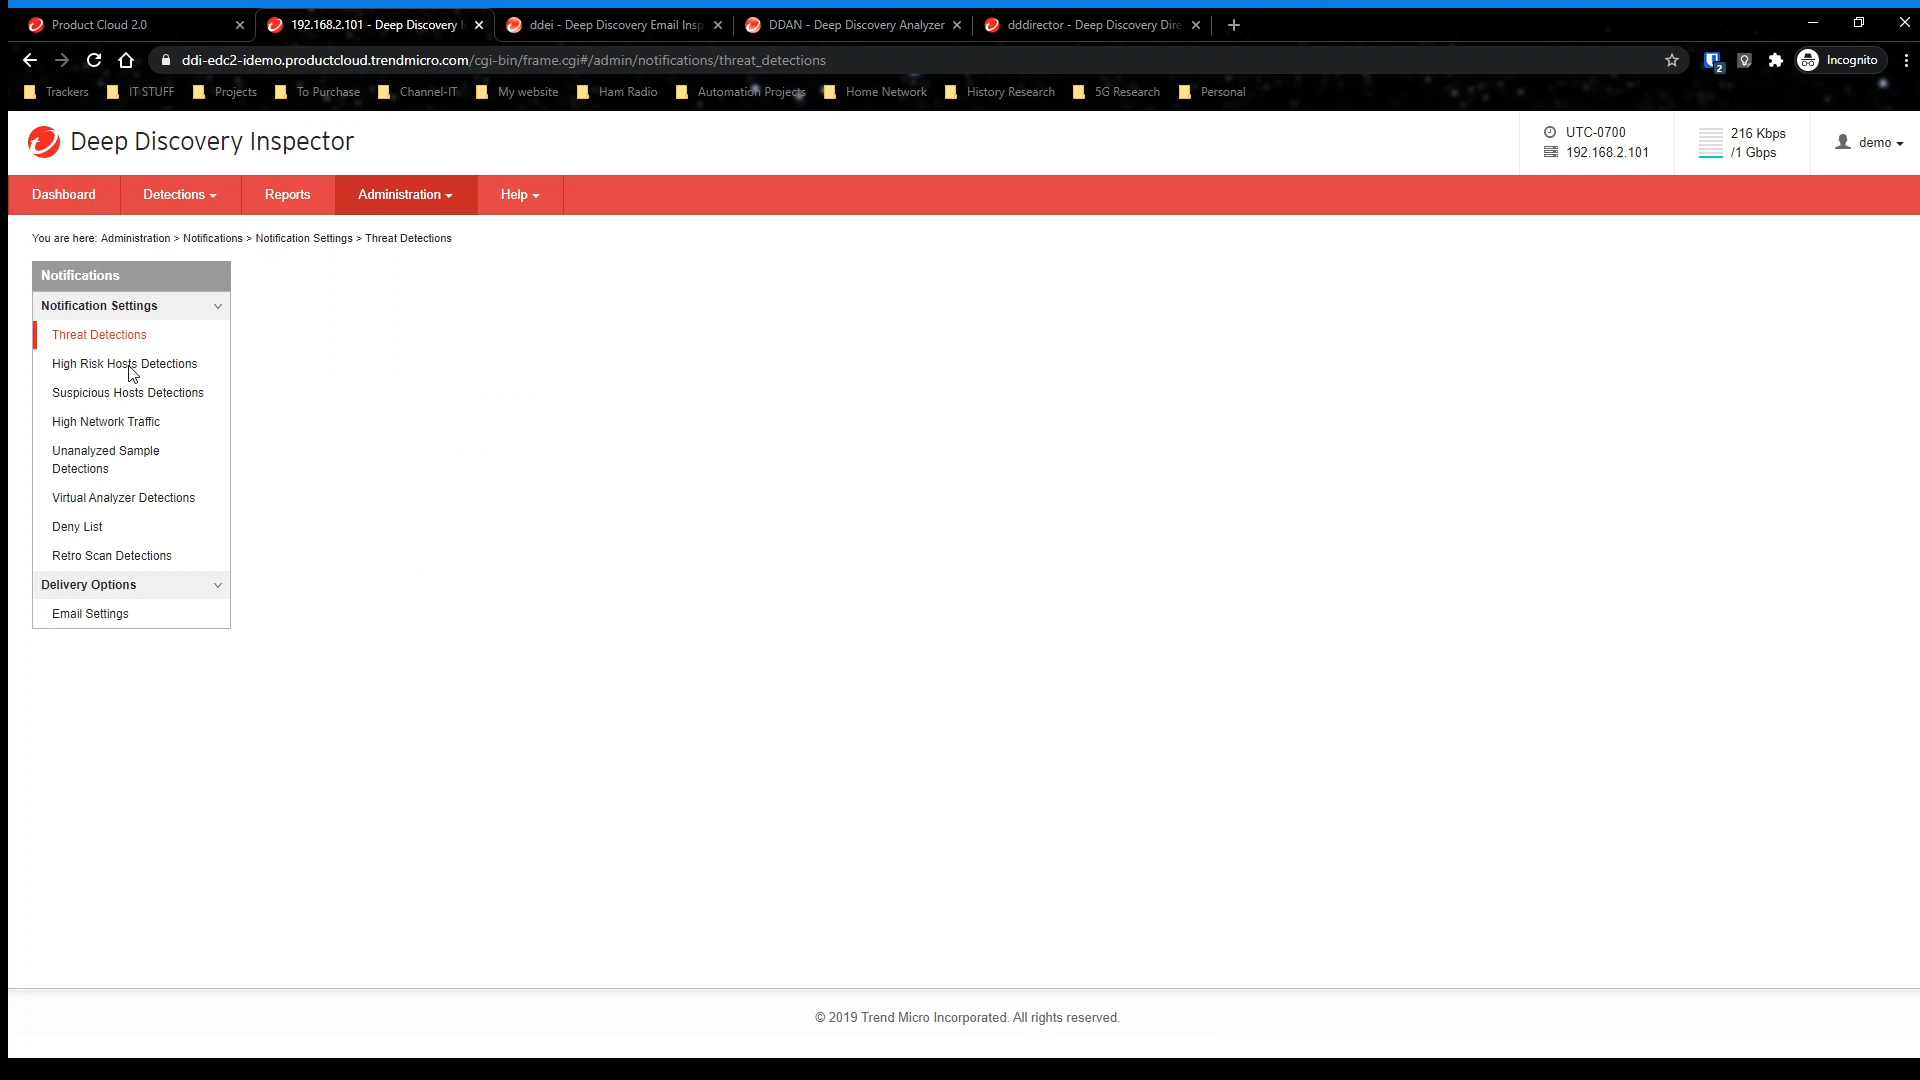 Product Cloud 2.0
192.168.2.101 - Deep Discovery I
ddei - Deep Discovery Email Insp
DDAN - Deep Discovery Analyzer
dddirector - Deep Discovery Dire
ddi-edc2-idemo.productcloud.trendmicro.com/cgi-bin/frame.cgi#/admin/notifications/threat_detections
2
Incognito
Trackers
IT STUFF
Projects
To Purchase
Channel-IT
My website
Ham Radio
Automation Projects
Home Network
History Research
5G Research
Personal
Deep Discovery Inspector
UTC-0700
192.168.2.101
216 Kbps
/1 Gbps
demo
Dashboard
Detections
Reports
Administration
Help
You are here: Administration > Notifications > Notification Settings > Threat Detections
Notifications
Notification Settings
Threat Detections
High Risk Hosts Detections
Suspicious Hosts Detections
High Network Traffic
Unanalyzed Sample
Detections
Virtual Analyzer Detections
Deny List
Retro Scan Detections
Delivery Options
Email Settings
© 2019 Trend Micro Incorporated. All rights reserved.